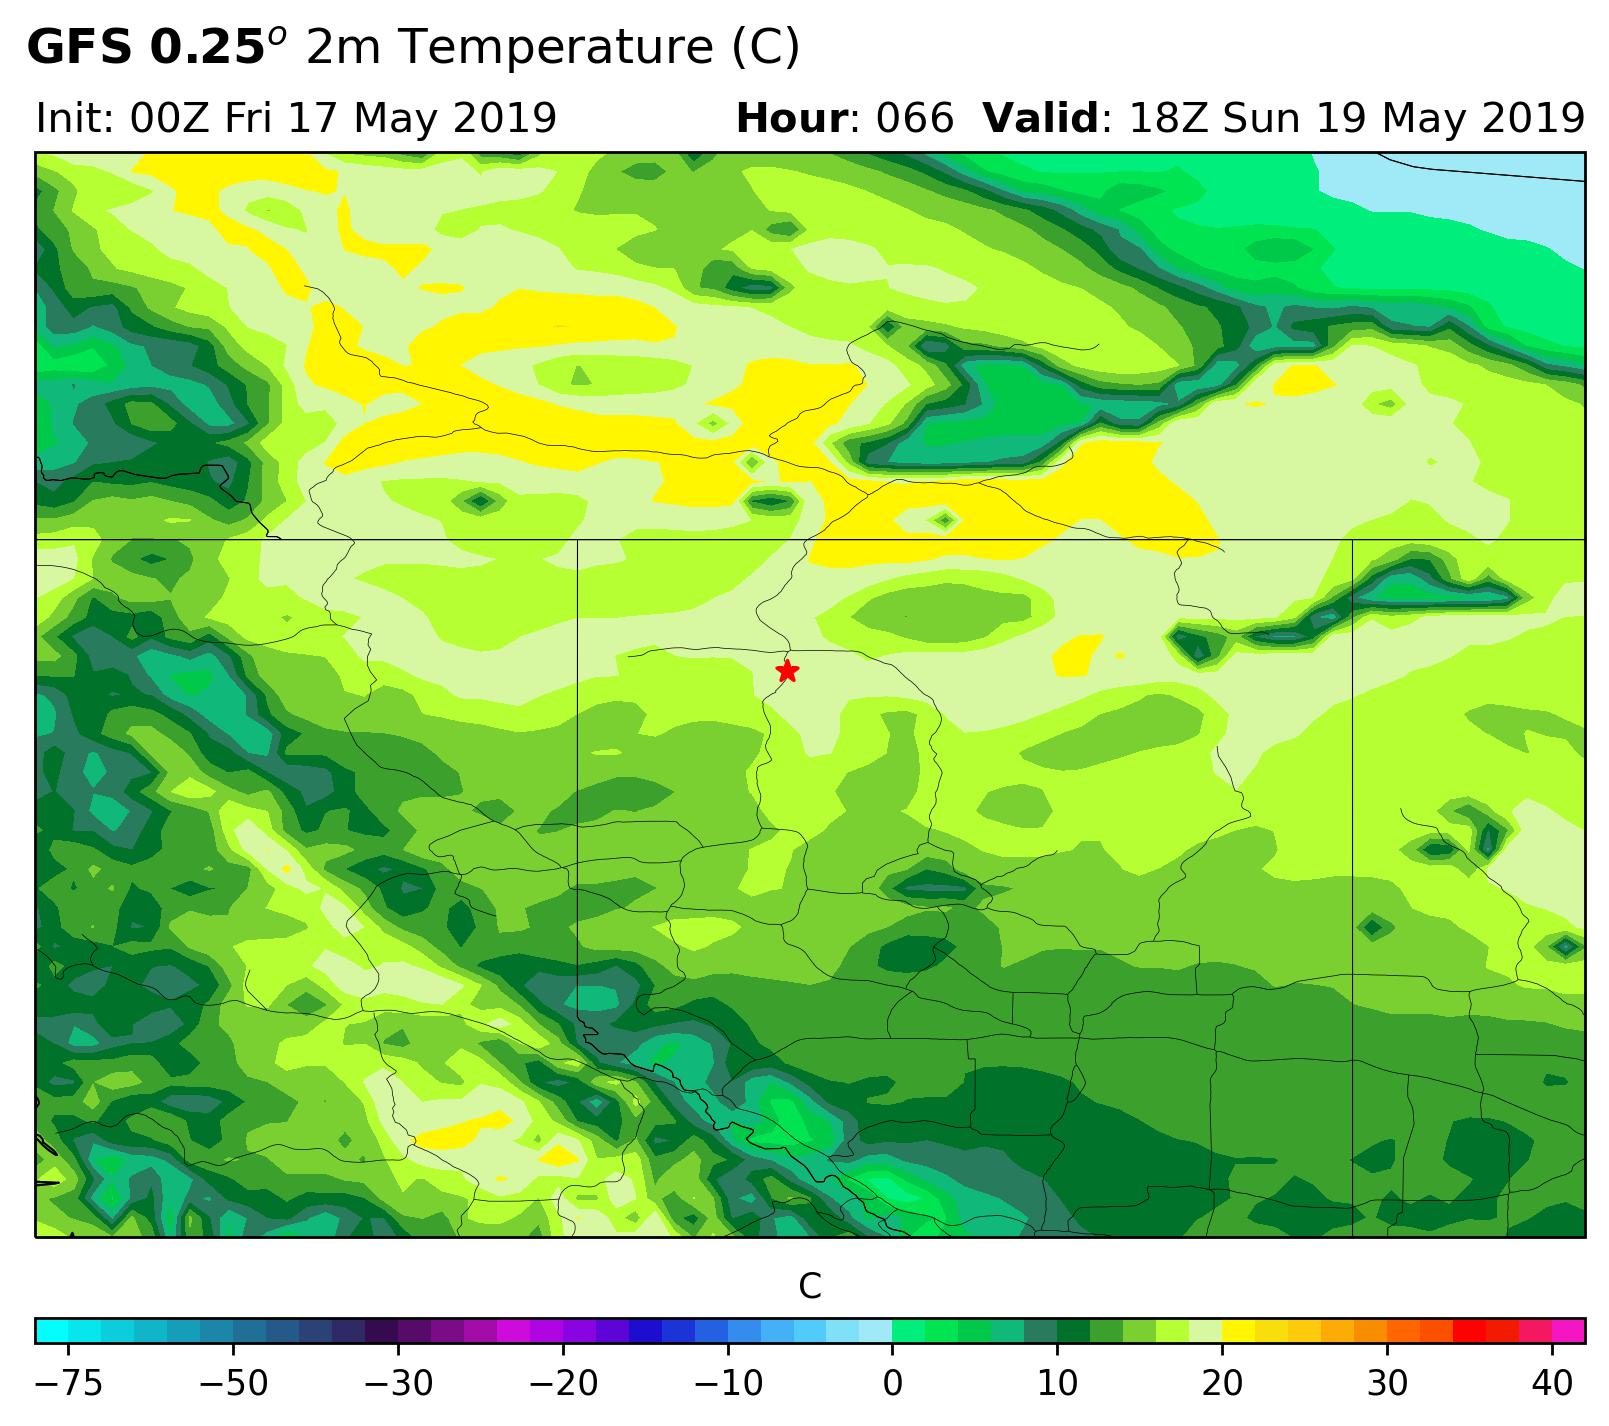 GFS 0.25° 2m Temperature (C)
Init: 00Z Fri 17 May 2019 Hour: 066 Valid: 18Z Sun 19 May 2019
C
−75 −50 −30 −20 −10 0 10 20 30 40